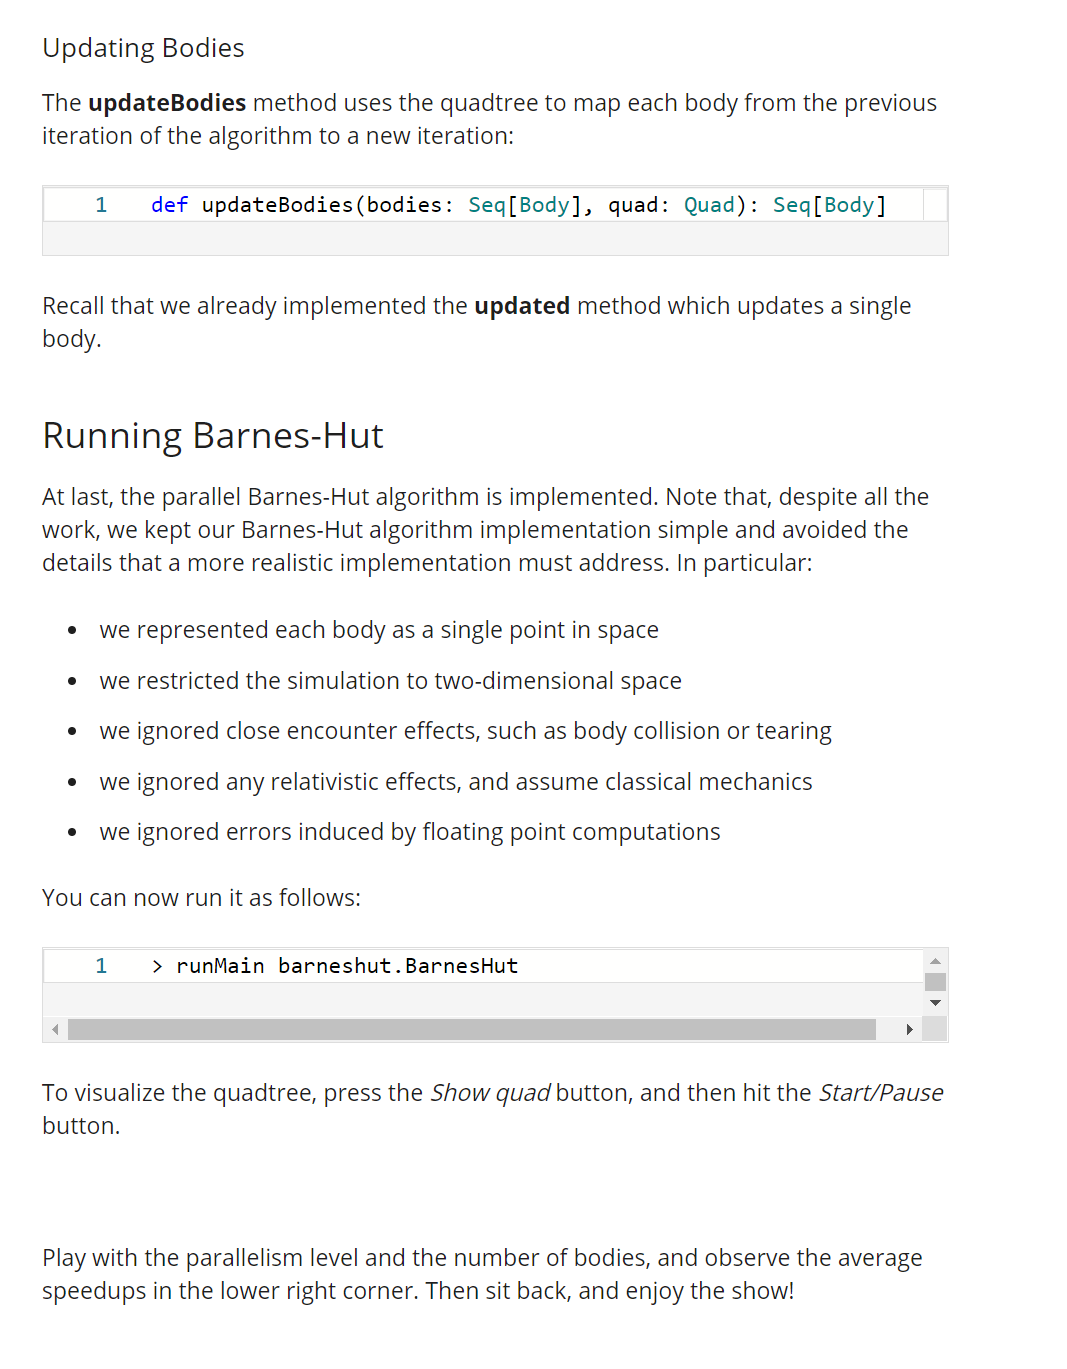 Updating Bodies
The updateBodies method uses the quadtree to map each body from the previous
iteration of the algorithm to a new iteration:
1 def updateBodies(bodies: Seq[Body], quad: Quad): Seq[Body]
Recall that we already implemented the updated method which updates a single
body.
Running Barnes-Hut
At last, the parallel Barnes-Hut algorithm is implemented. Note that, despite all the
work, we kept our Barnes-Hut algorithm implementation simple and avoided the
details that a more realistic implementation must address. In particular:
• we represented each body as a single point in space
• we restricted the simulation to two-dimensional space
• we ignored close encounter effects, such as body collision or tearing
• we ignored any relativistic effects, and assume classical mechanics
• we ignored errors induced by floating point computations
You can now run it as follows:
1 > runMain barneshut.BarnesHut
To visualize the quadtree, press the Show quad button, and then hit the Start/Pause
button.
Play with the parallelism level and the number of bodies, and observe the average
speedups in the lower right corner. Then sit back, and enjoy the show!